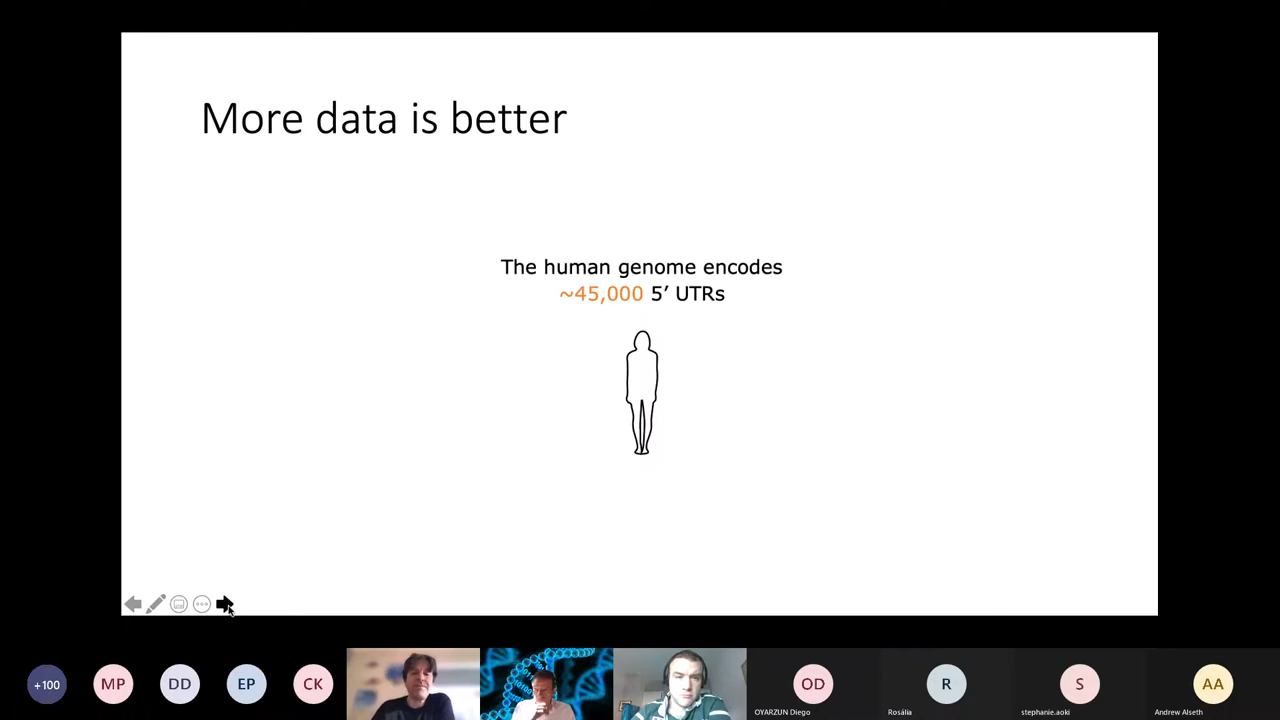 More data is better
The human genome encodes
~45,000 5′ UTRs
+100
MP
DD
EP
CK
OD
R
S
AA
OYARZUN Diego
Rosália
stephanie.aoki
Andrew Alseth